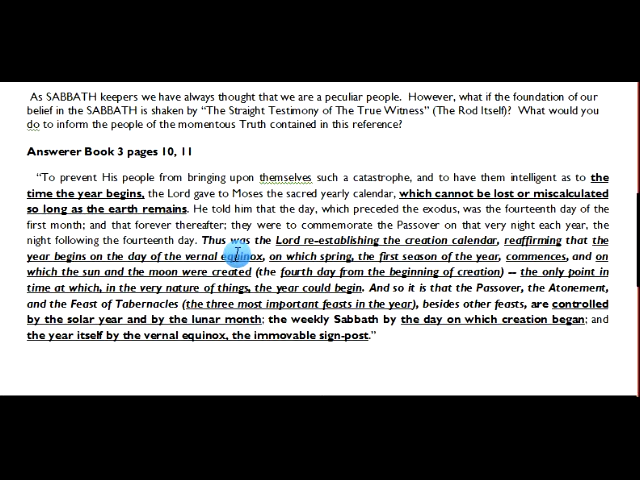 As SABBATH keepers we have always thought that we are a peculiar people.  However, what if the foundation of our
belief in the SABBATH is shaken by “The Straight Testimony of The True Witness” (The Rod Itself)?  What would you
do to inform the people of the momentous Truth contained in this reference?
Answerer Book 3 pages 10, 11
“To prevent His people from bringing upon themselves such a catastrophe, and to have them intelligent as to the
time the year begins, the Lord gave to Moses the sacred yearly calendar, which cannot be lost or miscalculated
so long as the earth remains. He told him that the day, which preceded the exodus, was the fourteenth day of the
first month; and that forever thereafter; they were to commemorate the Passover on that very night each year, the
night following the fourteenth day. Thus was the Lord re-establishing the creation calendar, reaffirming that the
year begins on the day of the vernal equinox, on which spring, the first season of the year, commences, and on
which the sun and the moon were created (the fourth day from the beginning of creation) -- the only point in
time at which, in the very nature of things, the year could begin. And so it is that the Passover, the Atonement,
and the Feast of Tabernacles (the three most important feasts in the year), besides other feasts, are controlled
by the solar year and by the lunar month; the weekly Sabbath by the day on which creation began; and
the year itself by the vernal equinox, the immovable sign-post.”